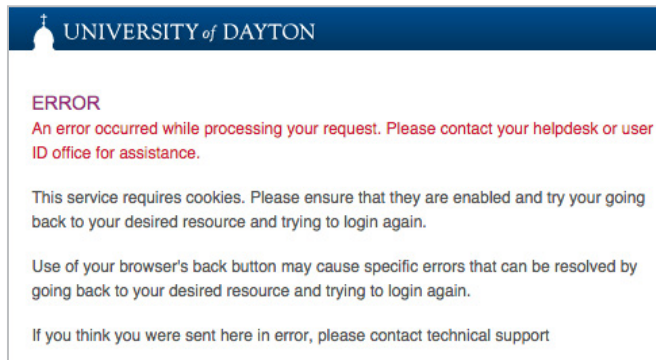 UNIVERSITY of DAYTON
ERROR
An error occurred while processing your request. Please contact your helpdesk or user
ID office for assistance.
This service requires cookies. Please ensure that they are enabled and try your going
back to your desired resource and trying to login again.
Use of your browser's back button may cause specific errors that can be resolved by
going back to your desired resource and trying to login again.
If you think you were sent here in error, please contact technical support